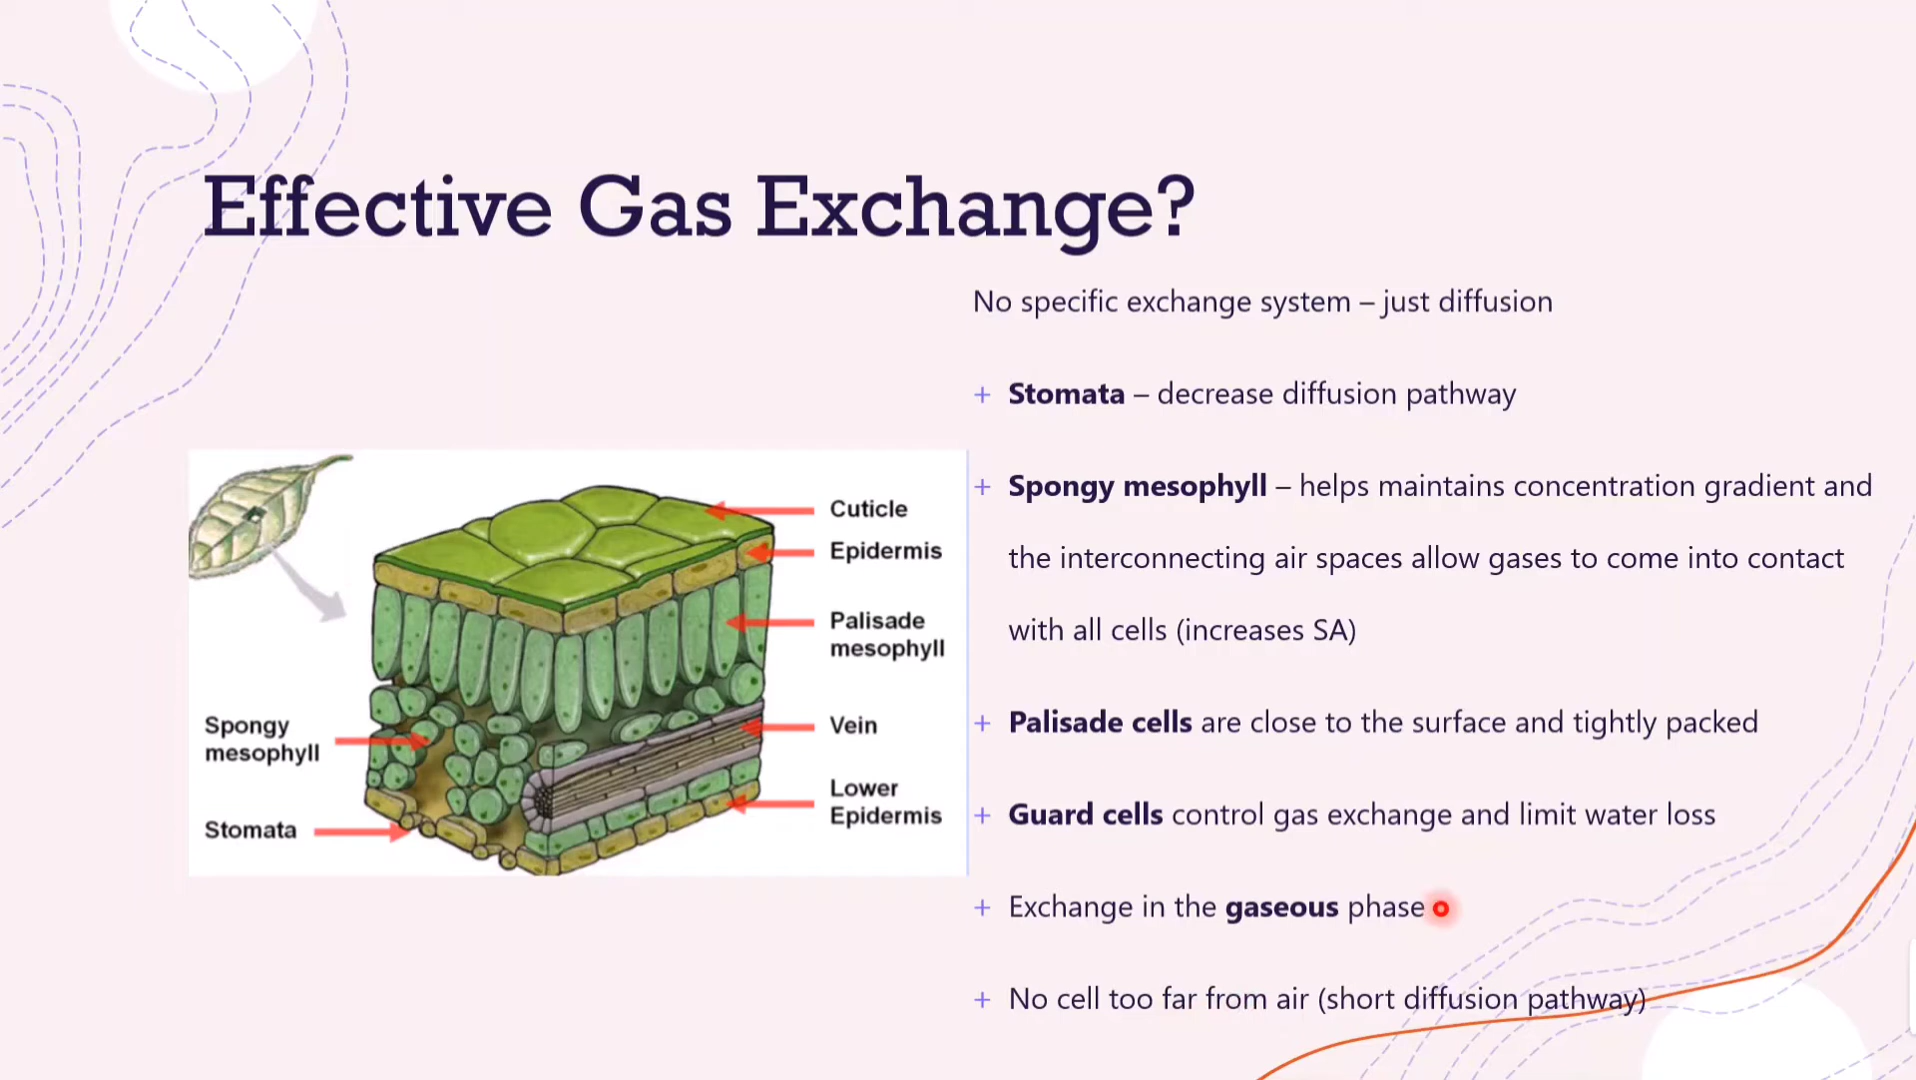 Effective Gas Exchange?
No specific exchange system – just diffusion
+ Stomata – decrease diffusion pathway
+ Spongy mesophyll – helps maintains concentration gradient and
the interconnecting air spaces allow gases to come into contact
with all cells (increases SA)
+ Palisade cells are close to the surface and tightly packed
+ Guard cells control gas exchange and limit water loss
+ Exchange in the gaseous phase
+ No cell too far from air (short diffusion pathway)
Cuticle
Epidermis
Palisade
mesophyll
Vein
Lower
Epidermis
Spongy
mesophyll
Stomata